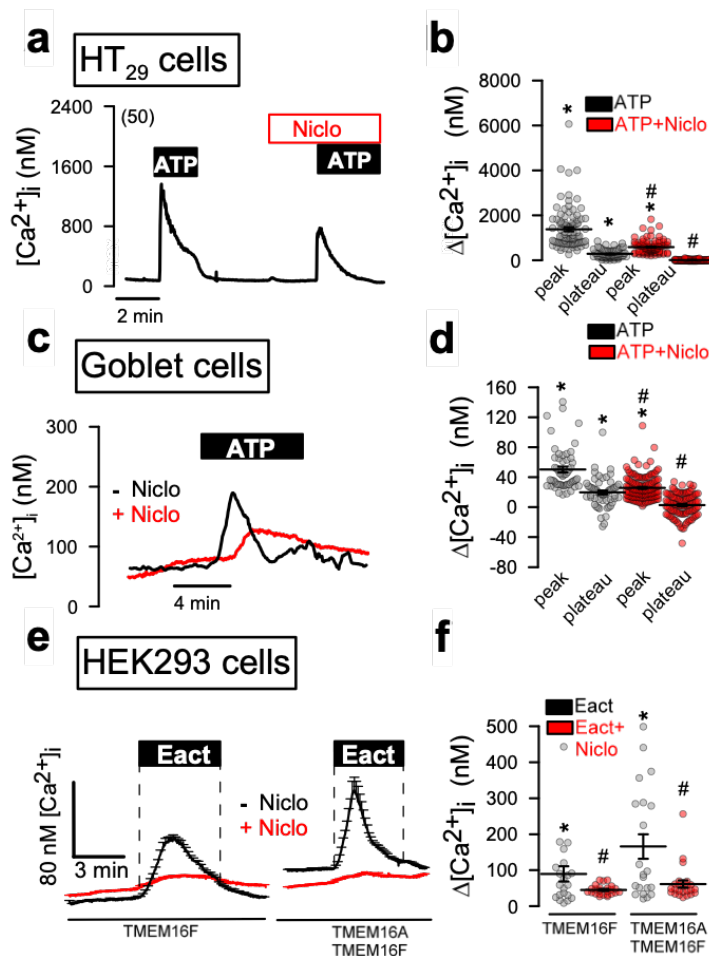 a
HT29 cells
2400
1800
1200
800
0
[Ca2+]i (nM)
(50)
ATP
Niclo
ATP
2 min
b
8000
6000
4000
2000
0
Δ[Ca2+]i (nM)
ATP
ATP+Niclo
*
*
#
*
#
peak
plateau
peak
plateau
c
Goblet cells
300
200
100
0
[Ca2+]i (nM)
ATP
- Niclo
+ Niclo
4 min
d
ATP
ATP+Niclo
160
120
80
40
0
-40
-80
Δ[Ca2+]i (nM)
*
*
#
*
#
peak
plateau
peak
plateau
e
HEK293 cells
80 nM [Ca2+]i
3 min
Eact
- Niclo
+ Niclo
Eact
TMEM16F
TMEM16A
TMEM16F
f
Eact
Eact+
Niclo
500
400
300
200
100
0
Δ[Ca2+]i (nM)
*
#
*
#
TMEM16F
TMEM16A
TMEM16F